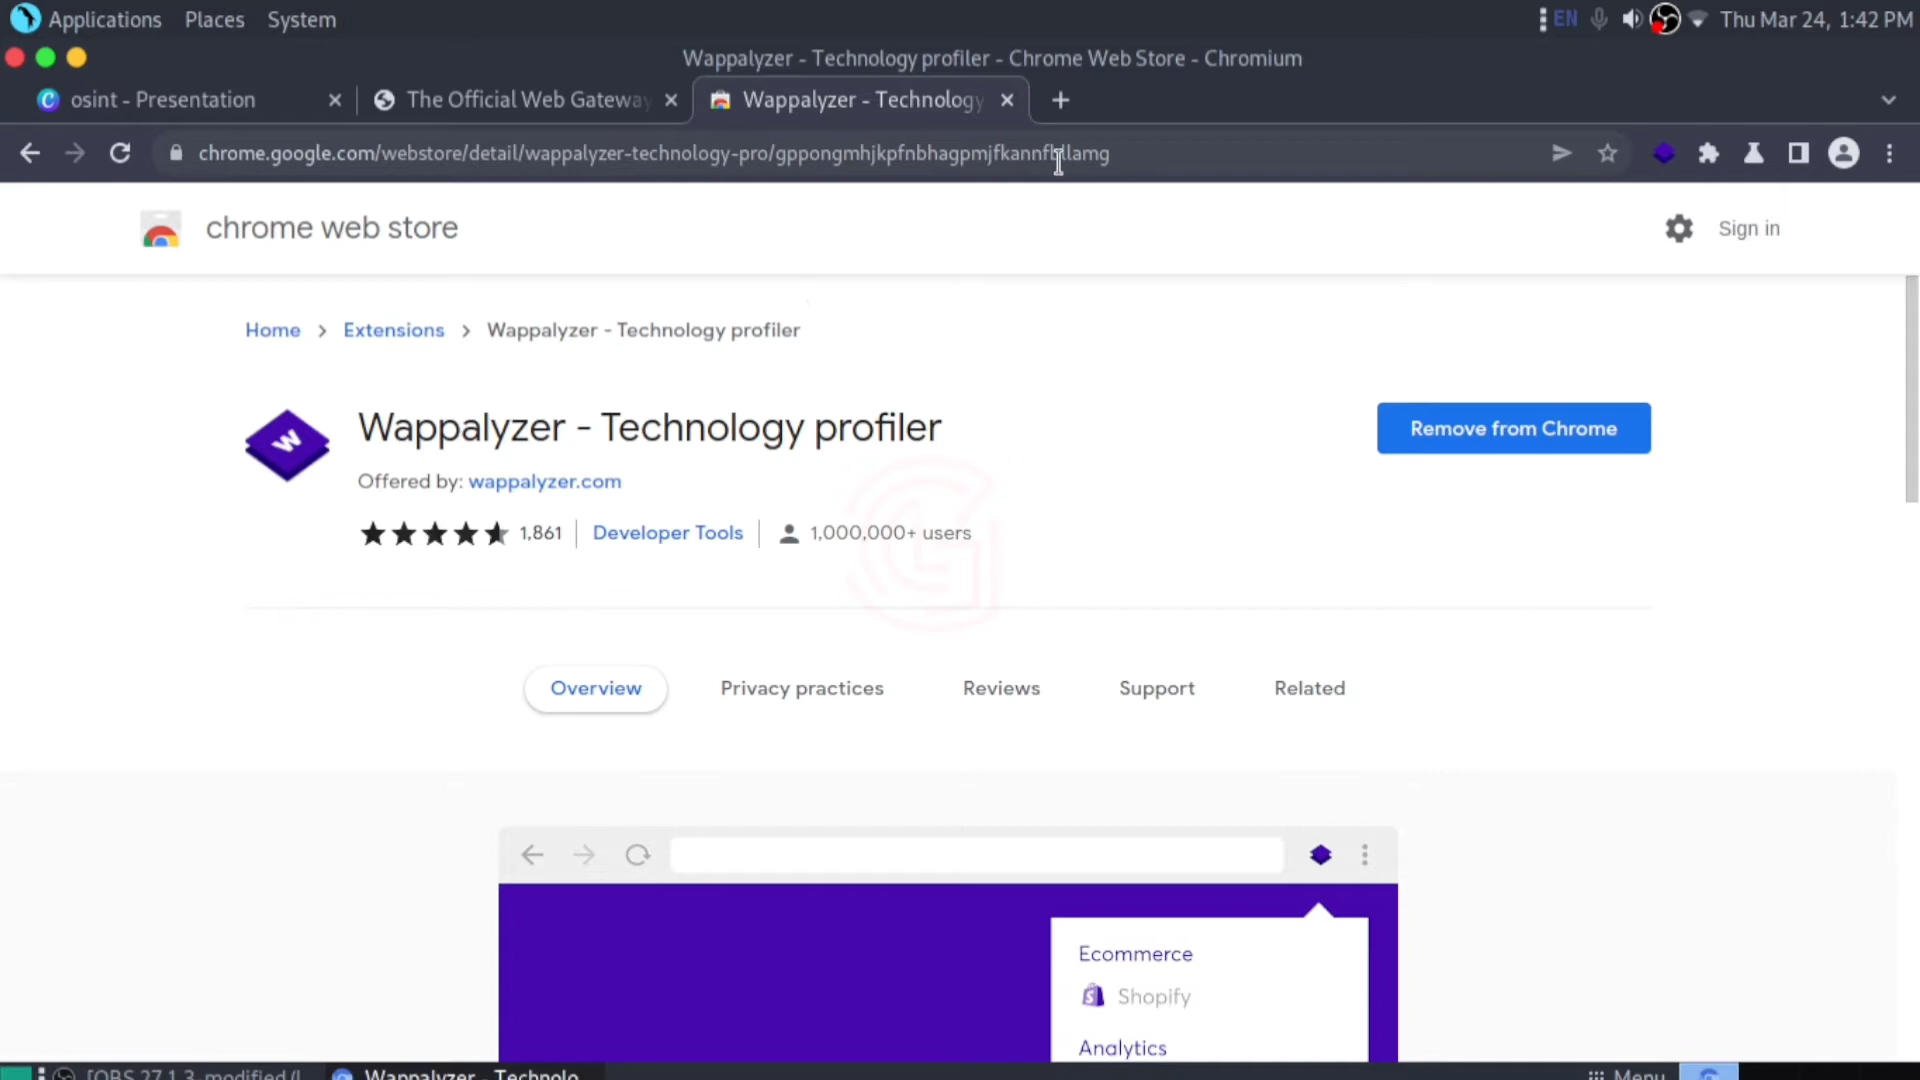 Applications Places System
EN
Thu Mar 24, 1:42 PM
Wappalyzer - Technology profiler - Chrome Web Store - Chromium
osint - Presentation
The Official Web Gateway
Wappalyzer - Technology
chrome.google.com/webstore/detail/wappalyzer-technology-pro/gppongmhjkpfnbhagpmjfkannfbllamg
chrome web store
Sign in
Home > Extensions > Wappalyzer - Technology profiler
W
Wappalyzer - Technology profiler
Remove from Chrome
Offered by: wappalyzer.com
1,861
Developer Tools
1,000,000+ users
Overview
Privacy practices
Reviews
Support
Related
Ecommerce
Shopify
Analytics
[OBS 27.1.3 modified (l
Wappalyzer - Technolo
Menu